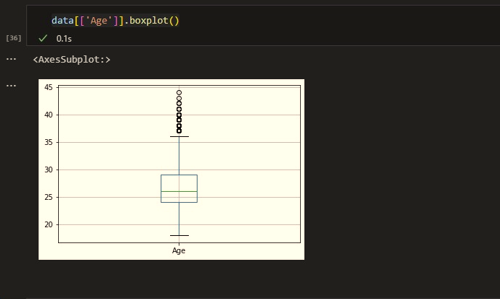 data[['Age']].boxplot()
[36]
0.1s
...
<AxesSubplot:>
...
45
40
35
30
25
20
Age